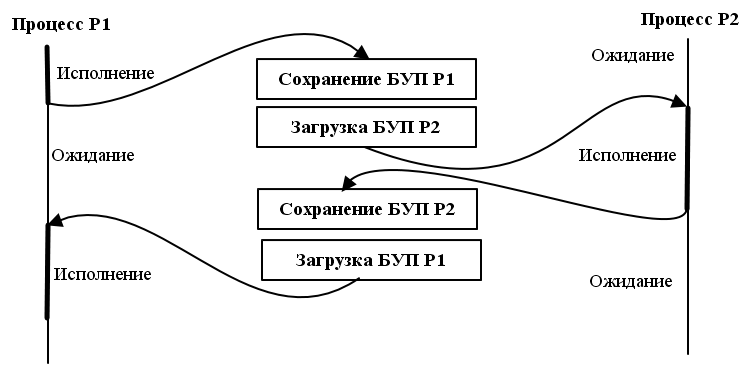 Процесс P1
Процесс P2
Ожидание
Исполнение
Сохранение БУП P1
Загрузка БУП P2
Ожидание
Исполнение
Сохранение БУП P2
Загрузка БУП P1
Исполнение
Ожидание